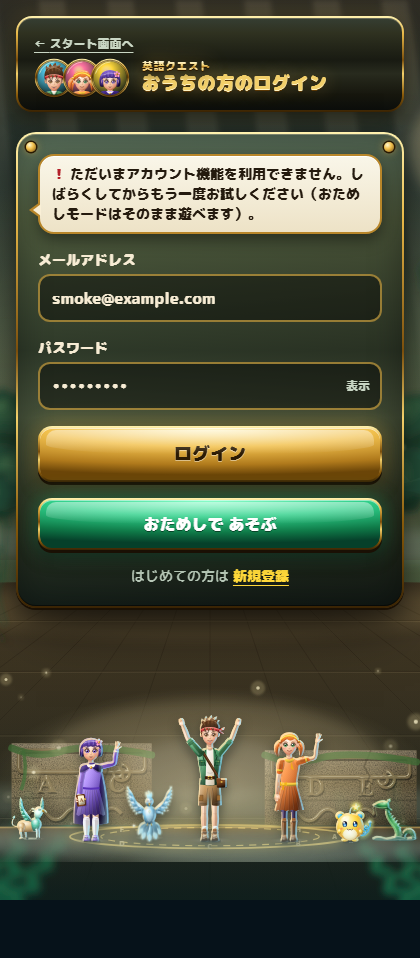 ← スタート画面へ
英語クエスト
おうちの方のログイン
！ ただいまアカウント機能を利用できません。し
ばらくしてからもう一度お試しください（おため
しモードはそのまま遊べます）。
メールアドレス
smoke@example.com
パスワード
•••••••••
表示
ログイン
おためしで あそぶ
はじめての方は 新規登録
A C D E